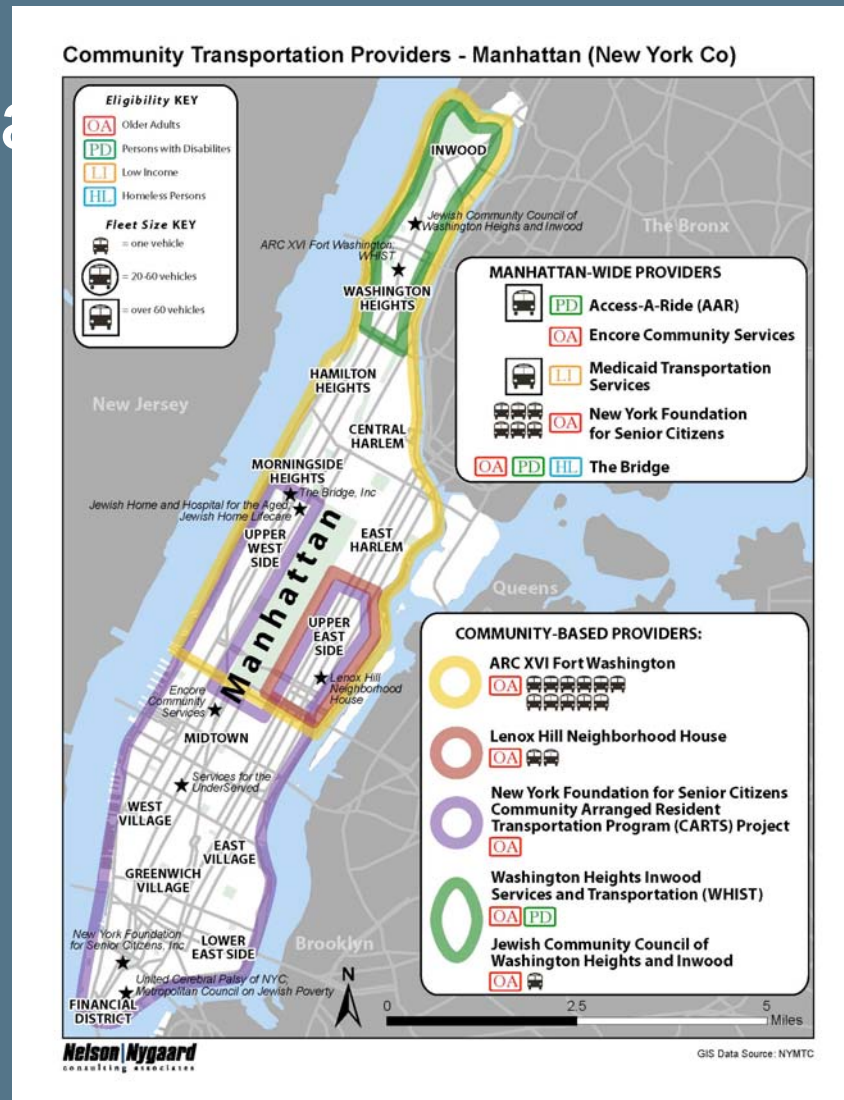 a
Community Transportation Providers - Manhattan (New York Co)
Eligibility KEY
OA Older Adults
PD Persons with Disabilites
LI Low Income
HL Homeless Persons
Fleet Size KEY
= one vehicle
= 20-60 vehicles
= over 60 vehicles
INWOOD
Jewish Community Council of
Washington Heighs and Inwood
The Bronx
ARC XVI Fort Washington,
WHIST
WASHINGTON
HEIGHTS
MANHATTAN-WIDE PROVIDERS
PD Access-A-Ride (AAR)
OA Encore Community Services
LI Medicaid Transportation
Services
OA New York Foundation
for Senior Citizens
OA PD HL The Bridge
HAMILTON
HEIGHTS
New Jersey
CENTRAL
HARLEM
MORNINGSIDE
HEIGHTS
The Bridge, Inc
Jewish Home and Hospital for the Aged,
Jewish Home Lifecare
UPPER
WEST
SIDE
EAST
HARLEM
Manhattan
Queens
UPPER
EAST
SIDE
Lenox Hill
Neighborhood
House
Encore
Community
Services
MIDTOWN
Services for the
UnderServed
WEST
VILLAGE
EAST
VILLAGE
GREENWICH
VILLAGE
New York Foundation
for Senior Citizens, Inc
LOWER
EAST SIDE
Brooklyn
United Cerebral Palsy of NYC,
Metropolitan Council on Jewish Poverty
FINANCIAL
DISTRICT
COMMUNITY-BASED PROVIDERS:
ARC XVI Fort Washington
OA
Lenox Hill Neighborhood House
OA
New York Foundation for Senior Citizens
Community Arranged Resident
Transportation Program (CARTS) Project
OA
Washington Heights Inwood
Services and Transportation (WHIST)
OA PD
Jewish Community Council of
Washington Heights and Inwood
OA
N
0 2.5 5
Miles
Nelson|Nygaard
consulting associates
GIS Data Source: NYMTC